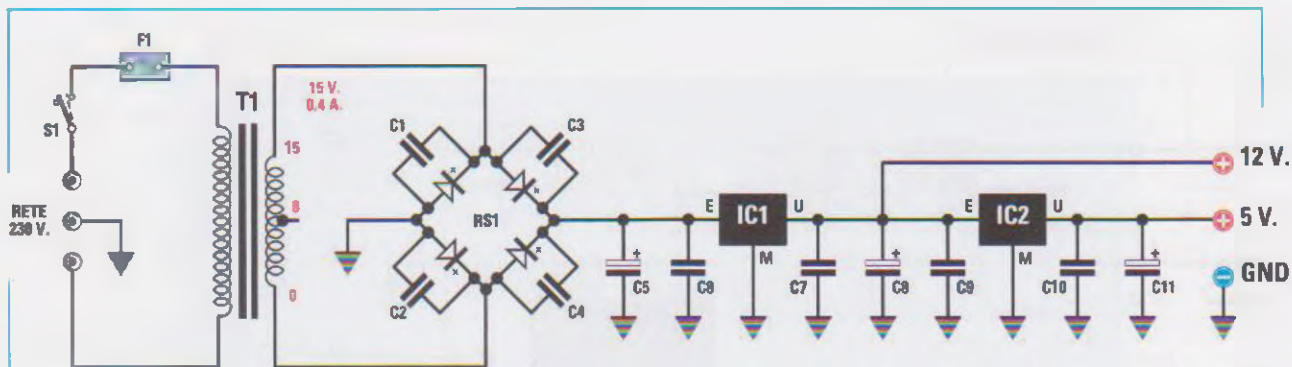 F1
S1
T1
15 V.
0,4 A.
15
8
0
RETE
230 V.
C1
C3
RS1
C2
C4
E
IC1
U
M
E
IC2
U
M
+
C5
C6
C7
+
C8
C9
C10
+
C11
+ 12 V.
+ 5 V.
- GND